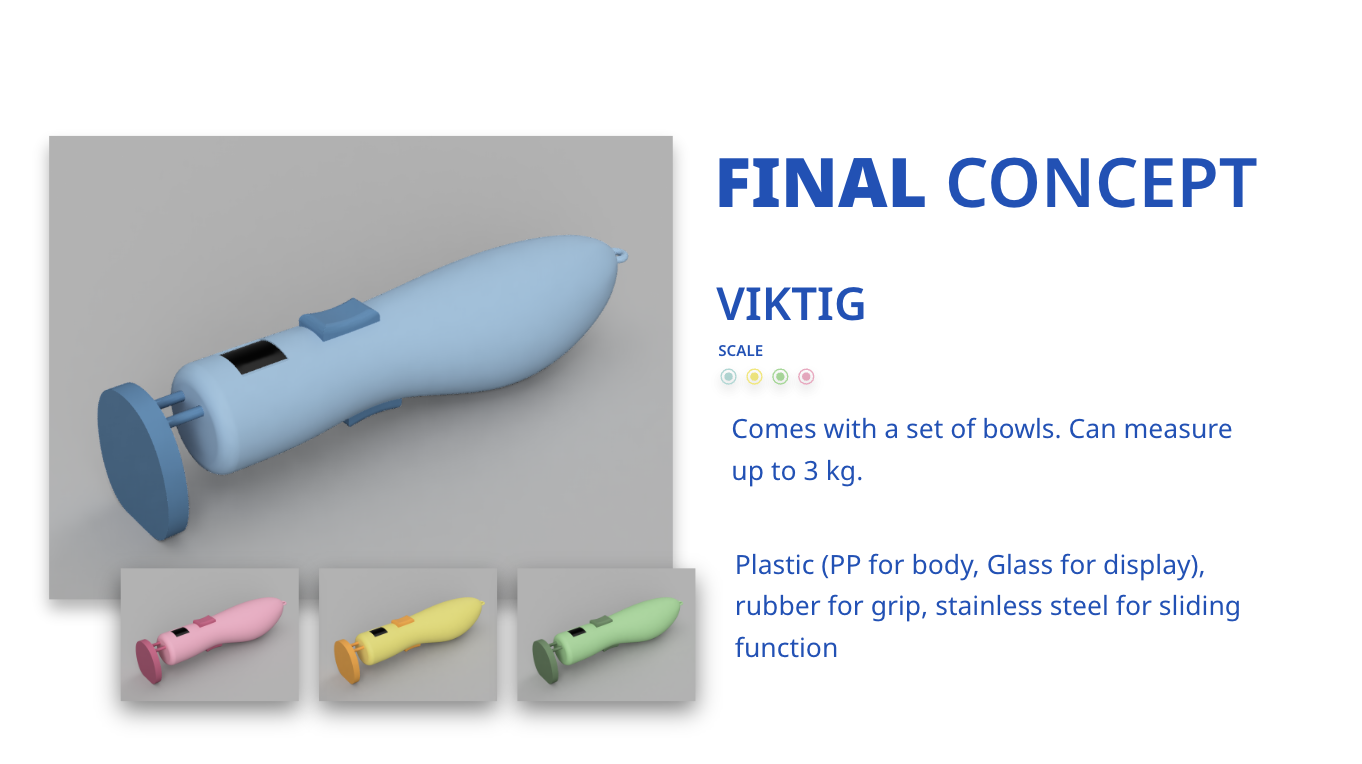 FINAL CONCEPT
VIKTIG
SCALE
Comes with a set of bowls. Can measure
up to 3 kg.
Plastic (PP for body, Glass for display),
rubber for grip, stainless steel for sliding
function